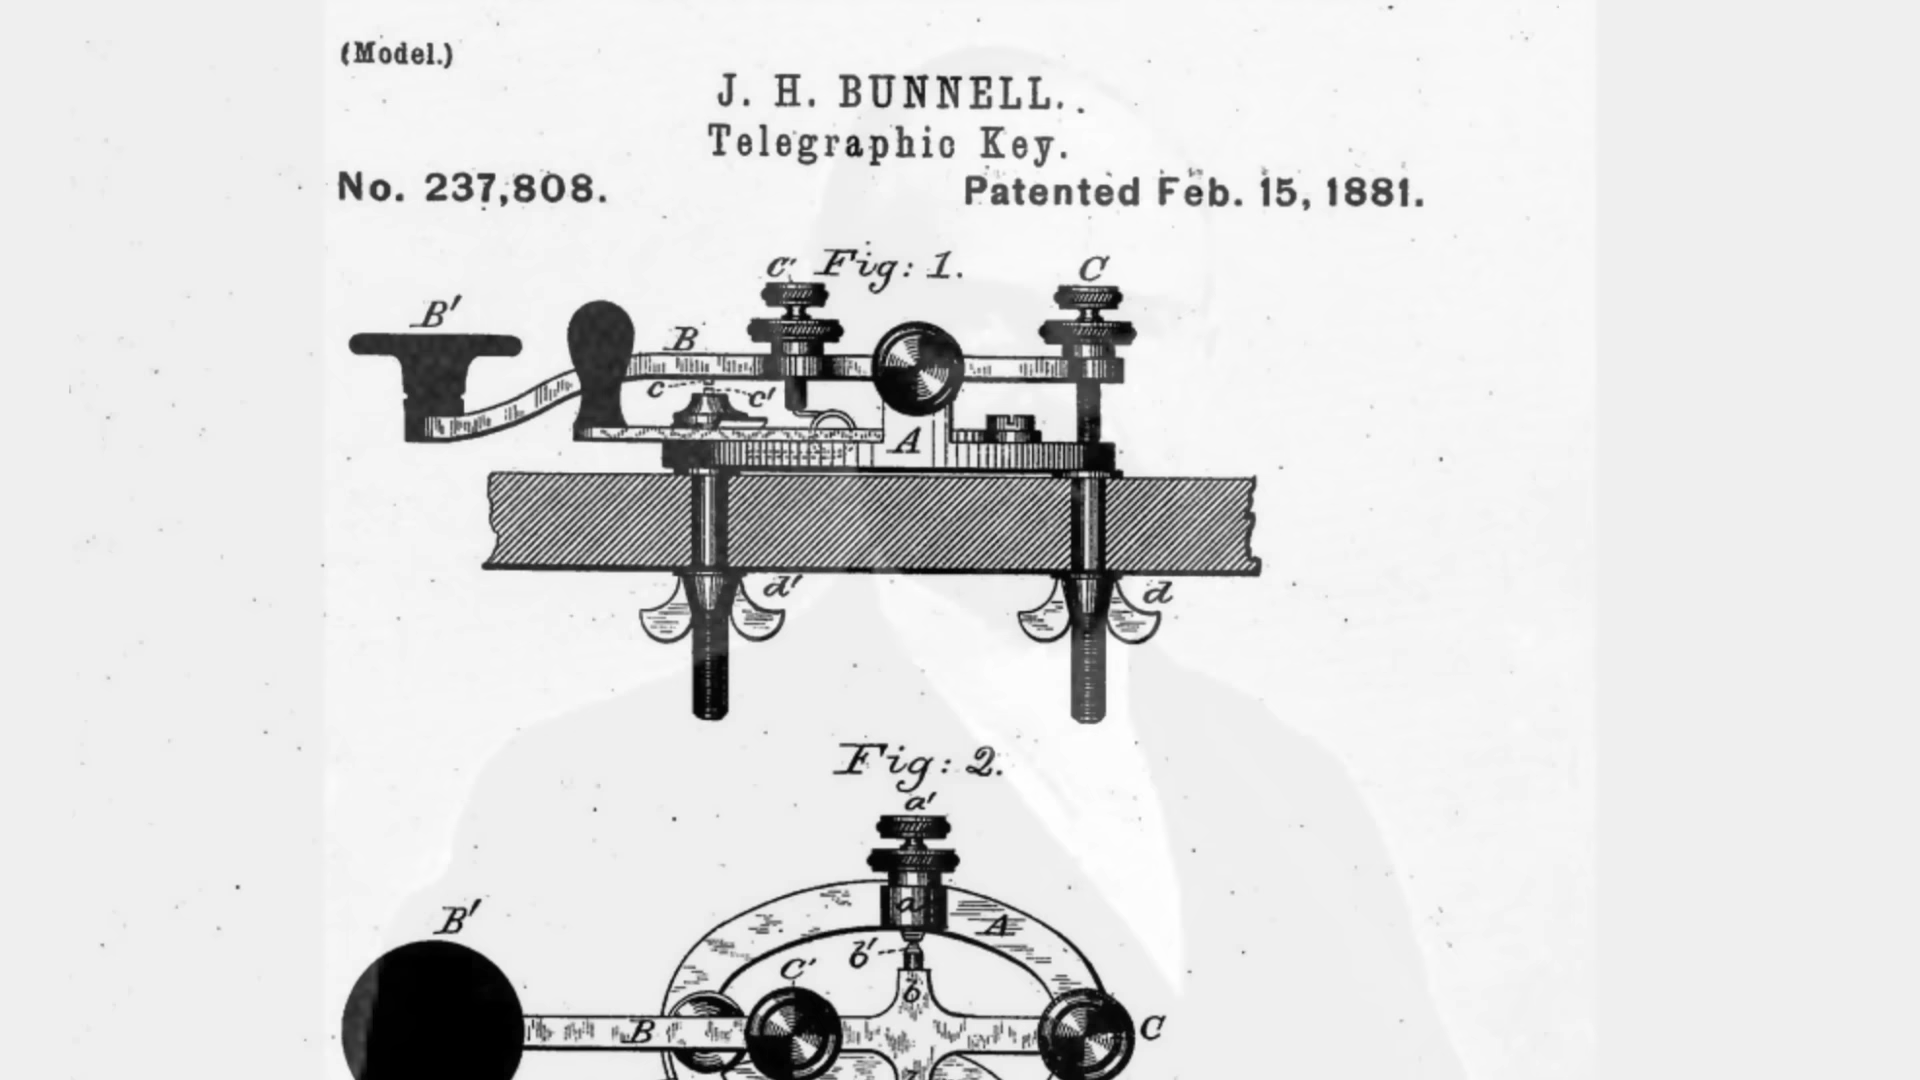 (Model.)
J. H. BUNNELL.
Telegraphic Key.
No. 237,808.
Patented Feb. 15, 1881.
Fig: 1.
c'
C
B'
B
c
c'
A
d'
d
Fig: 2.
a'
B'
a
A
b'
C'
b
B
C